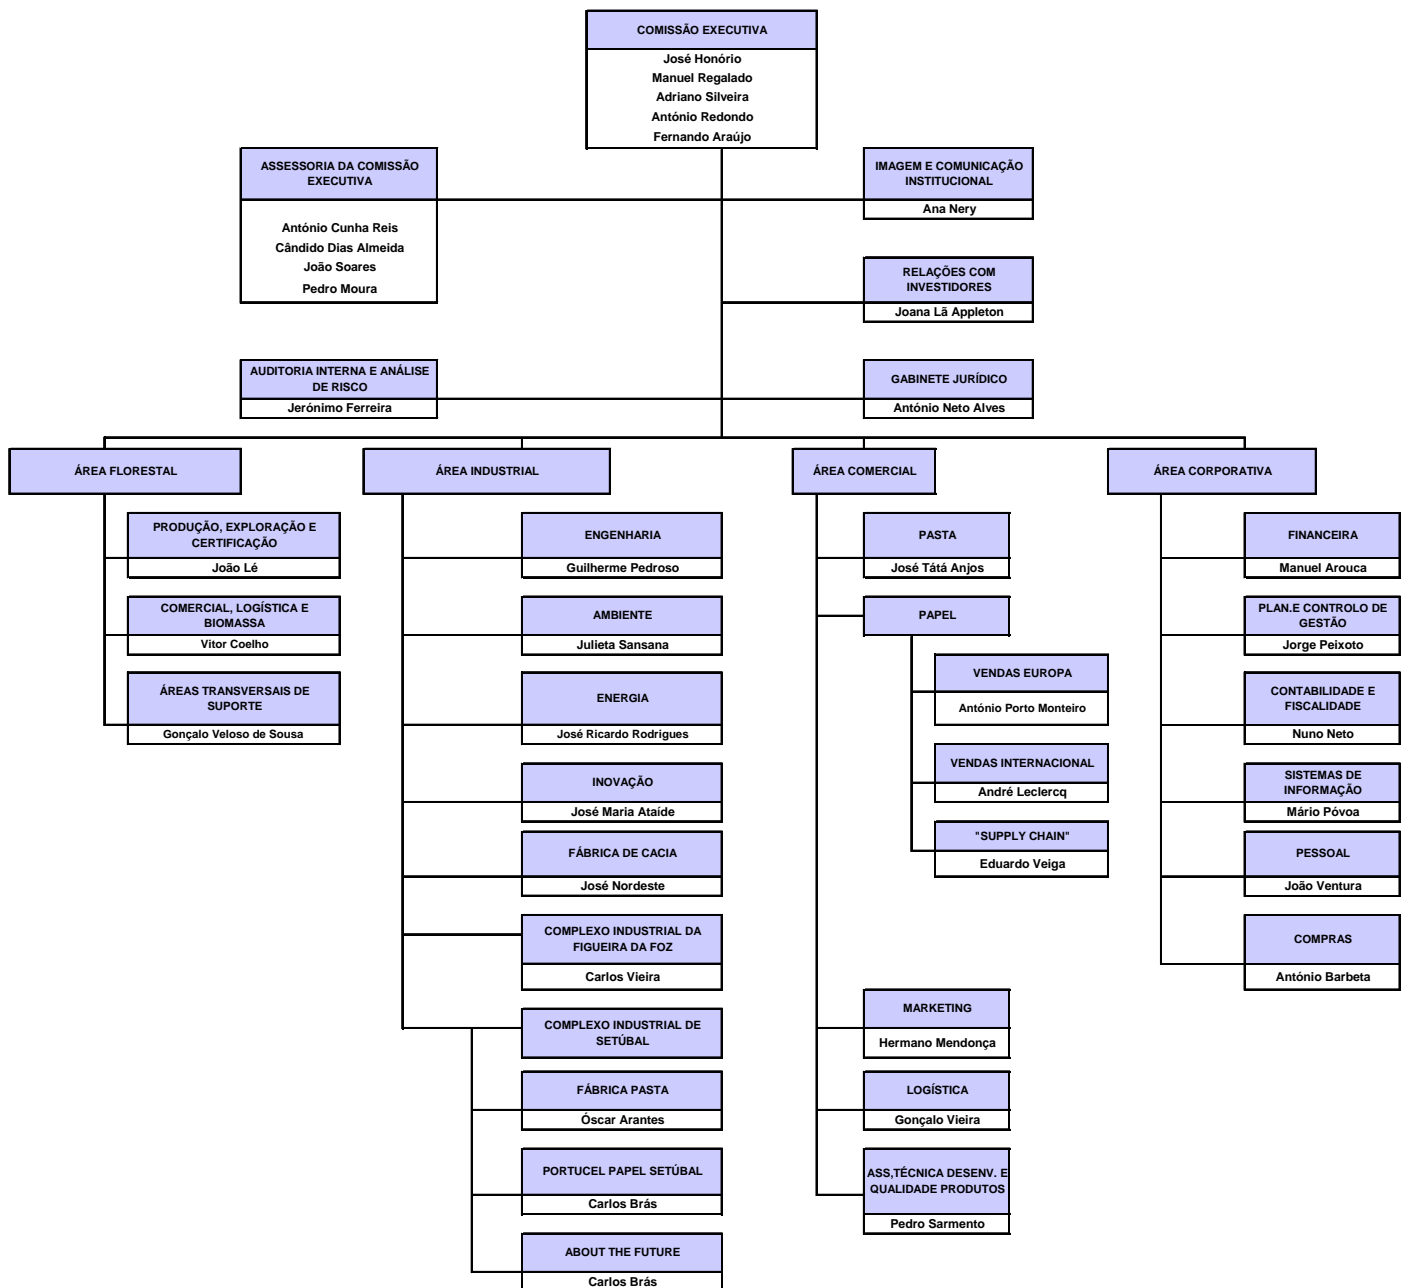 COMISSÃO EXECUTIVA
José Honório
Manuel Regalado
Adriano Silveira
António Redondo
Fernando Araújo
ASSESSORIA DA COMISSÃO
EXECUTIVA
António Cunha Reis
Cândido Dias Almeida
João Soares
Pedro Moura
IMAGEM E COMUNICAÇÃO
INSTITUCIONAL
Ana Nery
RELAÇÕES COM
INVESTIDORES
Joana Lã Appleton
AUDITORIA INTERNA E ANÁLISE
DE RISCO
Jerónimo Ferreira
GABINETE JURÍDICO
António Neto Alves
ÁREA FLORESTAL
PRODUÇÃO, EXPLORAÇÃO E
CERTIFICAÇÃO
João Lé
COMERCIAL, LOGÍSTICA E
BIOMASSA
Vitor Coelho
ÁREAS TRANSVERSAIS DE
SUPORTE
Gonçalo Veloso de Sousa
ÁREA INDUSTRIAL
ENGENHARIA
Guilherme Pedroso
AMBIENTE
Julieta Sansana
ENERGIA
José Ricardo Rodrigues
INOVAÇÃO
José Maria Ataíde
FÁBRICA DE CACIA
José Nordeste
COMPLEXO INDUSTRIAL DA
FIGUEIRA DA FOZ
Carlos Vieira
COMPLEXO INDUSTRIAL DE
SETÚBAL
FÁBRICA PASTA
Óscar Arantes
PORTUCEL PAPEL SETÚBAL
Carlos Brás
ABOUT THE FUTURE
Carlos Brás
ÁREA COMERCIAL
PASTA
José Tátá Anjos
PAPEL
VENDAS EUROPA
António Porto Monteiro
VENDAS INTERNACIONAL
André Leclercq
"SUPPLY CHAIN"
Eduardo Veiga
MARKETING
Hermano Mendonça
LOGÍSTICA
Gonçalo Vieira
ASS,TÉCNICA DESENV. E
QUALIDADE PRODUTOS
Pedro Sarmento
ÁREA CORPORATIVA
FINANCEIRA
Manuel Arouca
PLAN.E CONTROLO DE
GESTÃO
Jorge Peixoto
CONTABILIDADE E
FISCALIDADE
Nuno Neto
SISTEMAS DE
INFORMAÇÃO
Mário Póvoa
PESSOAL
João Ventura
COMPRAS
António Barbeta